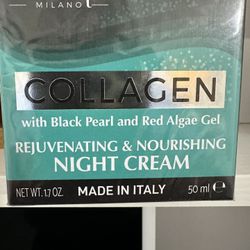 MILANO
COLLAGEN
with Black Pearl and Red Algae Gel
REJUVENATING & NOURISHING
NIGHT CREAM
NET WT. 1.7 OZ. MADE IN ITALY 50 ml ℮